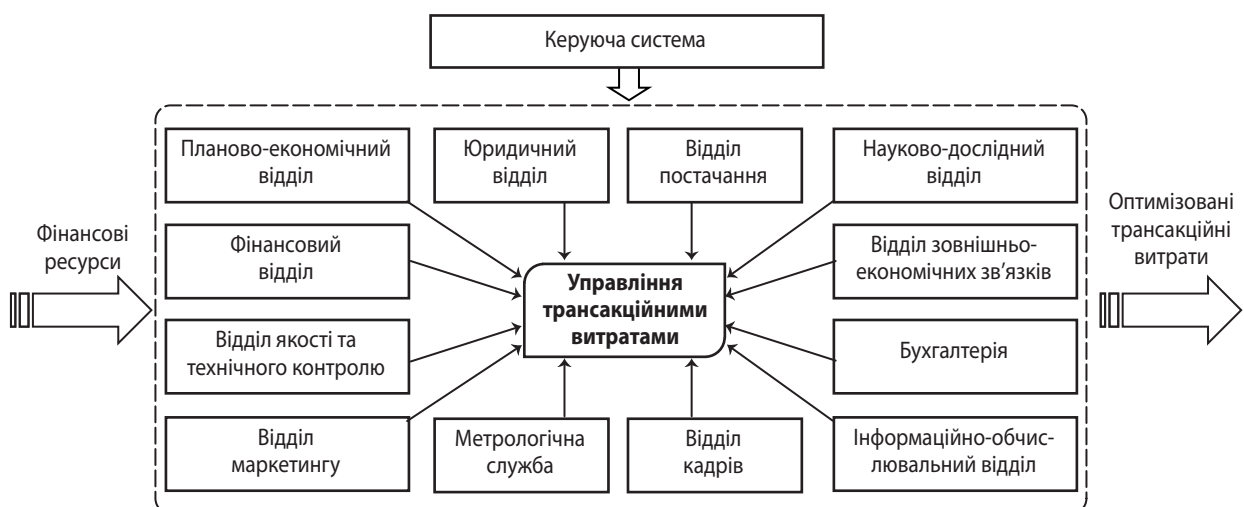 Керуюча система
Планово-економічний
відділ
Юридичний
відділ
Відділ
постачання
Науково-дослідний
відділ
Фінансові
ресурси
Фінансовий
відділ
Управління
трансакційними
витратами
Відділ зовнішньо-
економічних зв’язків
Оптимізовані
трансакційні
витрати
Відділ якості та
технічного контролю
Бухгалтерія
Відділ
маркетингу
Метрологічна
служба
Відділ
кадрів
Інформаційно-обчис-
лювальний відділ